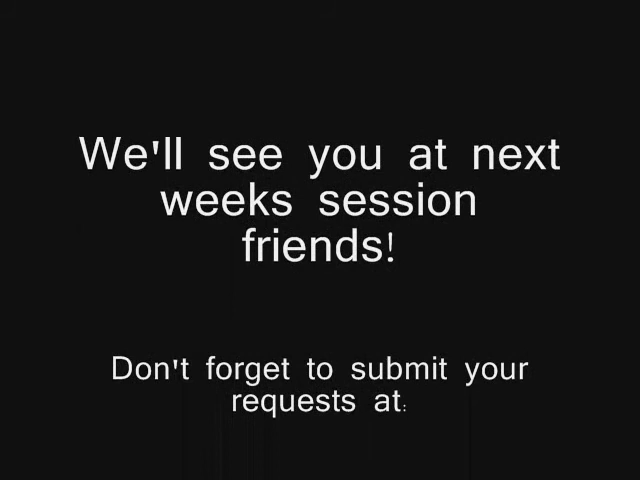 We'll see you at next
weeks session
friends!
Don't forget to submit your
requests at: